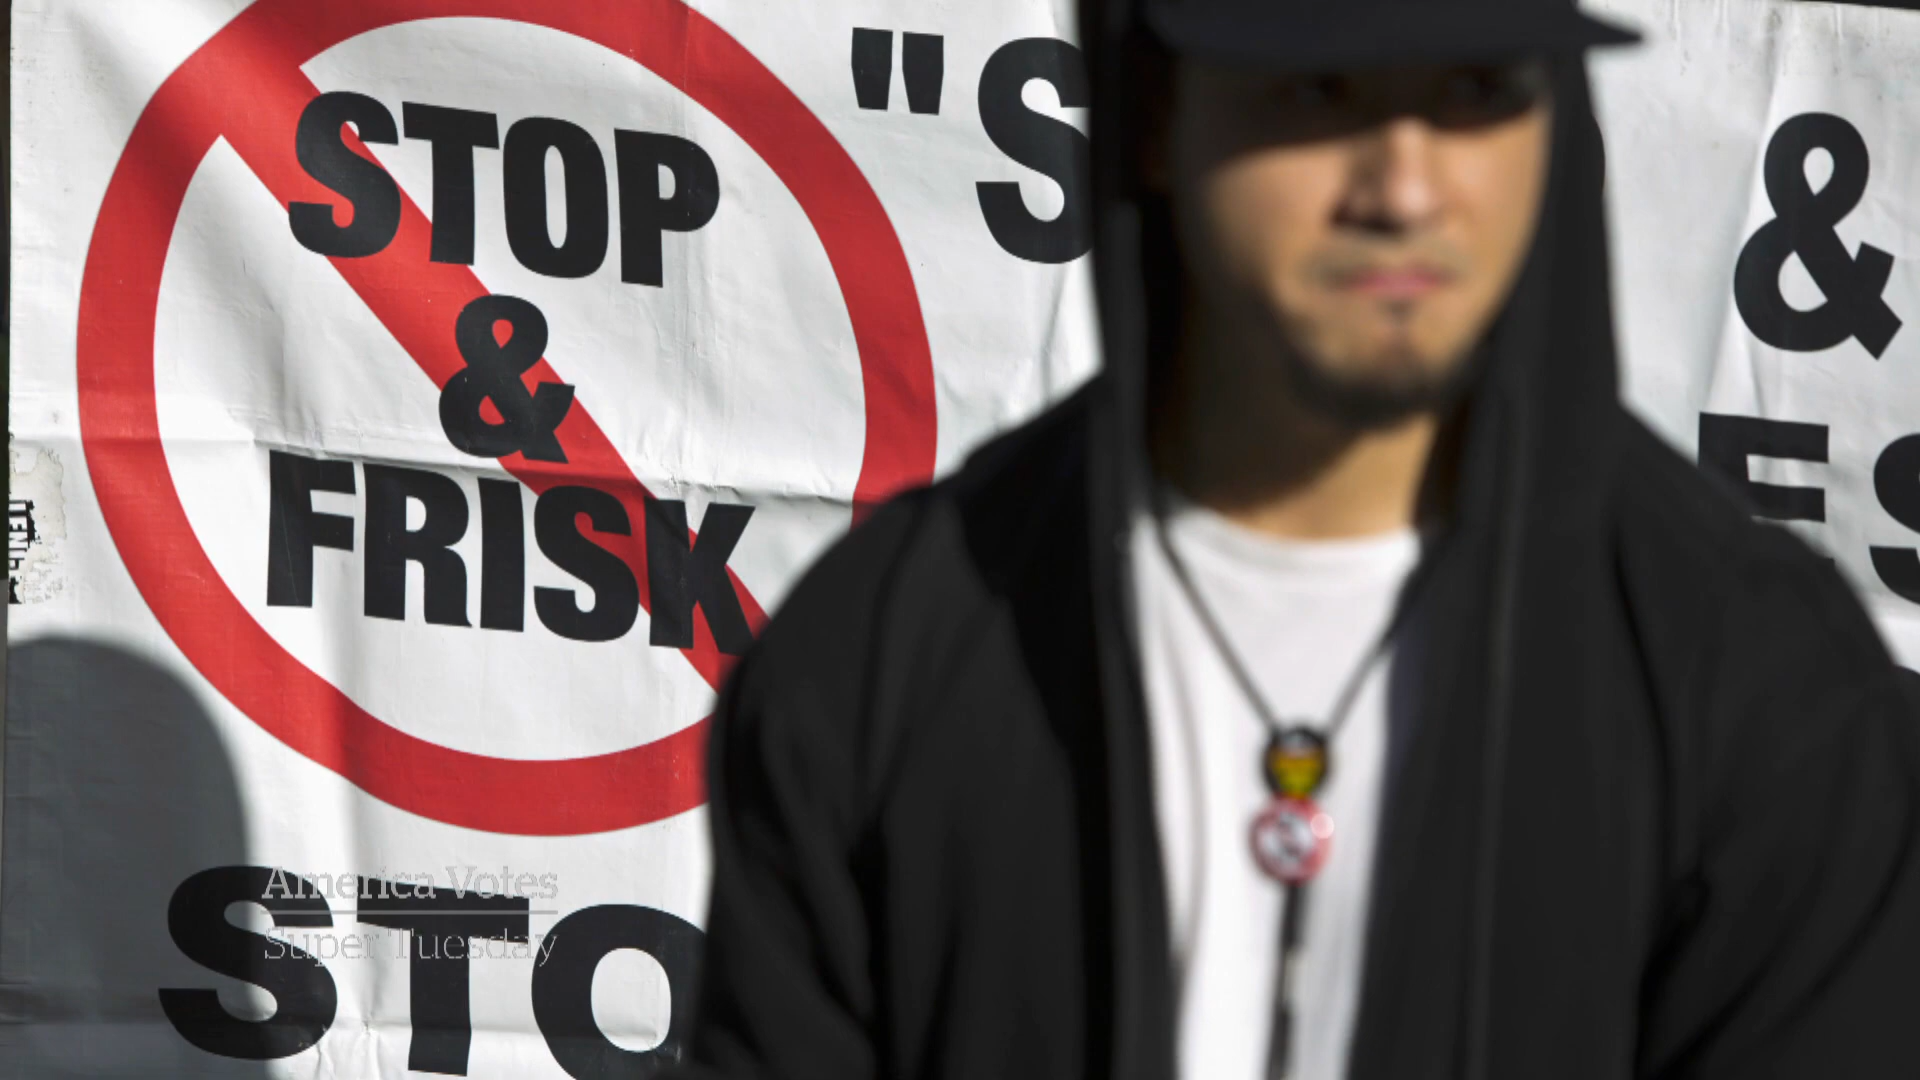 STOP
&
FRISK
"S
&
ES
STO
America Votes
Super Tuesday